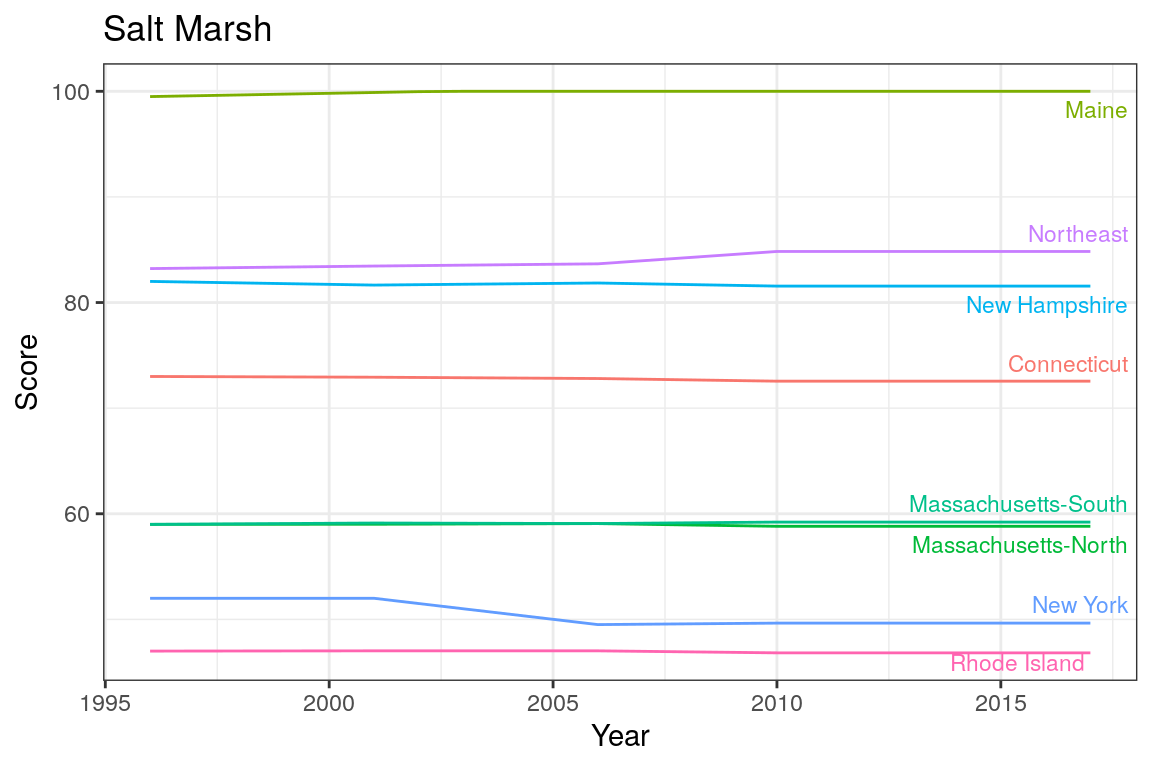 Salt Marsh
100
80
60
Score
Maine
Northeast
New Hampshire
Connecticut
Massachusetts-South
Massachusetts-North
New York
Rhode Island
1995 2000 2005 2010 2015
Year